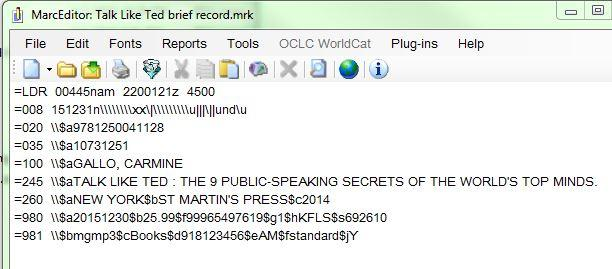 MarcEditor: Talk Like Ted brief record.mrk
File Edit Fonts Reports Tools OCLC WorldCat Plug-ins Help
=LDR  00445nam  2200121z  4500
=008  151231n\\\\\\\\xx\|\\\\\\\\\u||||\||und\u
=020  \\$a9781250041128
=035  \\$a10731251
=100  \\$aGALLO, CARMINE
=245  \\$aTALK LIKE TED : THE 9 PUBLIC-SPEAKING SECRETS OF THE WORLD'S TOP MINDS.
=260  \\$aNEW YORK$bST MARTIN'S PRESS$c2014
=980  \\$a20151230$b25.99$f99965497619$g1$hKFLS$s692610
=981  \\$bmgmp3$cBooks$d918123456$eAM$fstandard$jY